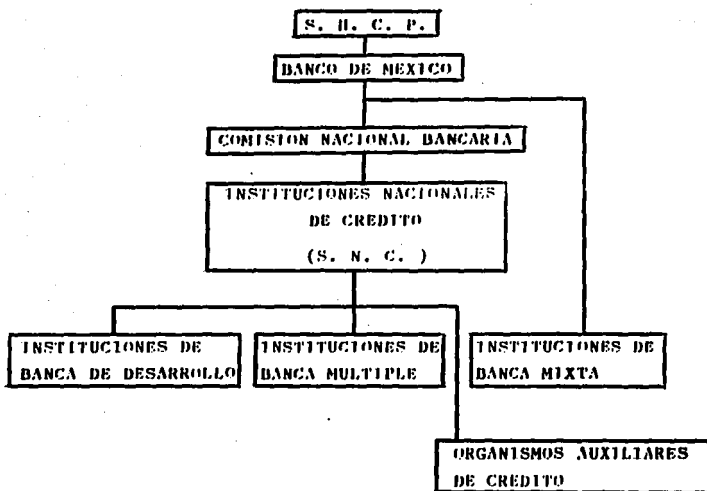 S. H. C. P.
BANCO DE MEXICO
COMISION NACIONAL BANCARIA
INSTITUCIONES NACIONALES
DE CREDITO
(S. N. C. )
INSTITUCIONES DE
BANCA DE DESARROLLO
INSTITUCIONES DE
BANCA MULTIPLE
INSTITUCIONES DE
BANCA MIXTA
ORGANISMOS AUXILIARES
DE CREDITO